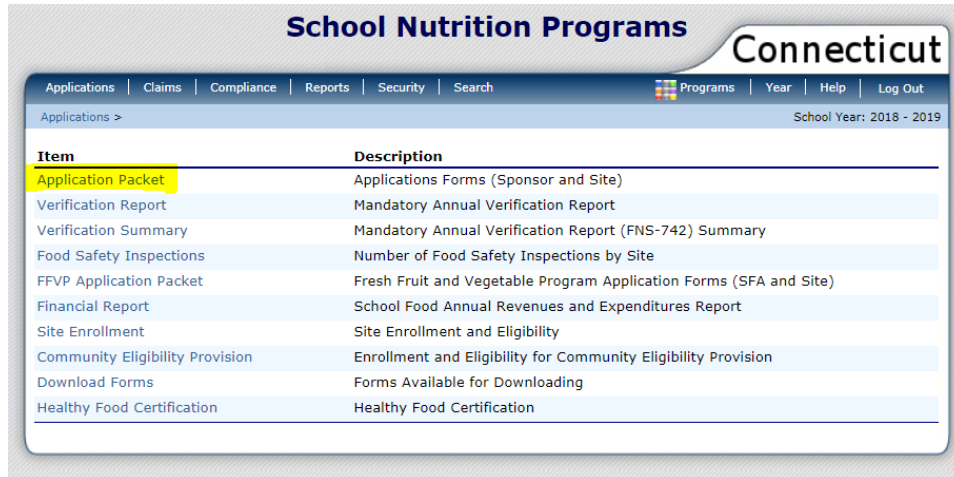 School Nutrition Programs
Connecticut
Applications | Claims | Compliance | Reports | Security | Search Programs | Year | Help | Log Out
Applications > School Year: 2018 - 2019
Item Description
Application Packet Applications Forms (Sponsor and Site)
Verification Report Mandatory Annual Verification Report
Verification Summary Mandatory Annual Verification Report (FNS-742) Summary
Food Safety Inspections Number of Food Safety Inspections by Site
FFVP Application Packet Fresh Fruit and Vegetable Program Application Forms (SFA and Site)
Financial Report School Food Annual Revenues and Expenditures Report
Site Enrollment Site Enrollment and Eligibility
Community Eligibility Provision Enrollment and Eligibility for Community Eligibility Provision
Download Forms Forms Available for Downloading
Healthy Food Certification Healthy Food Certification